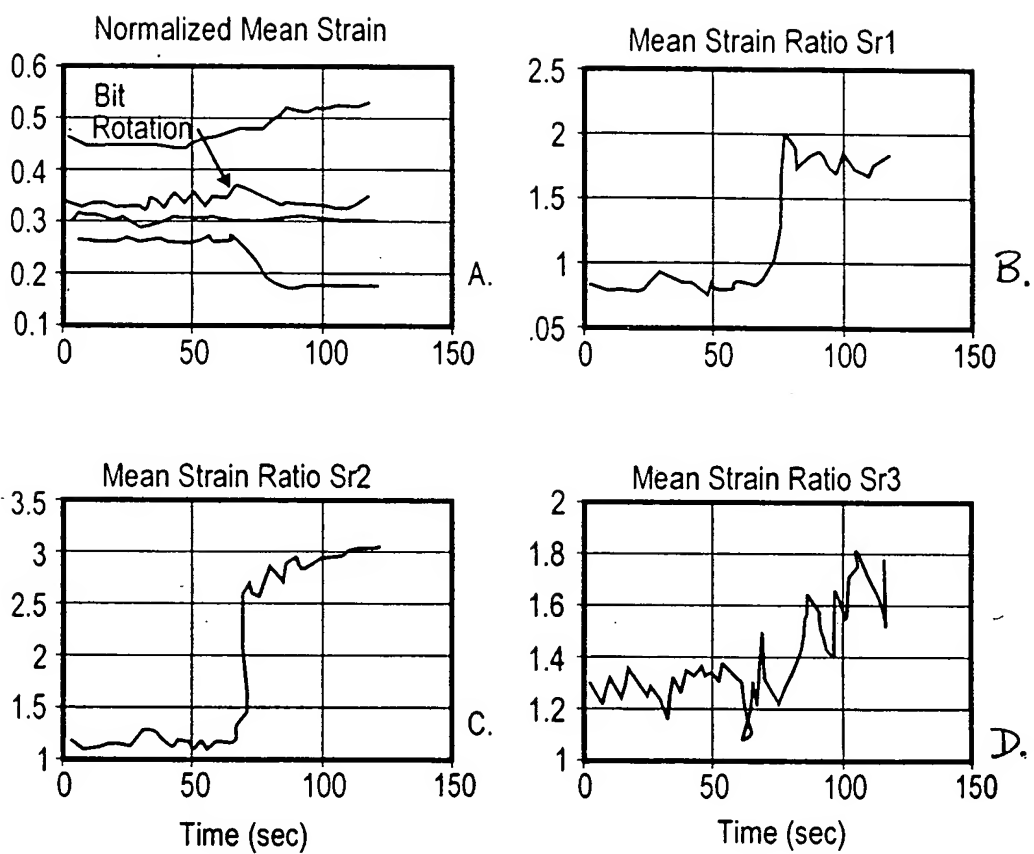 Normalized Mean Strain
0.6
0.5
0.4
0.3
0.2
0.1
Bit
Rotation
A.
0 50 100 150
Mean Strain Ratio Sr1
2.5
2
1.5
1
.05
B.
0 50 100 150
Mean Strain Ratio Sr2
3.5
3
2.5
2
1.5
1
C.
0 50 100 150
Time (sec)
Mean Strain Ratio Sr3
2
1.8
1.6
1.4
1.2
1
D.
0 50 100 150
Time (sec)